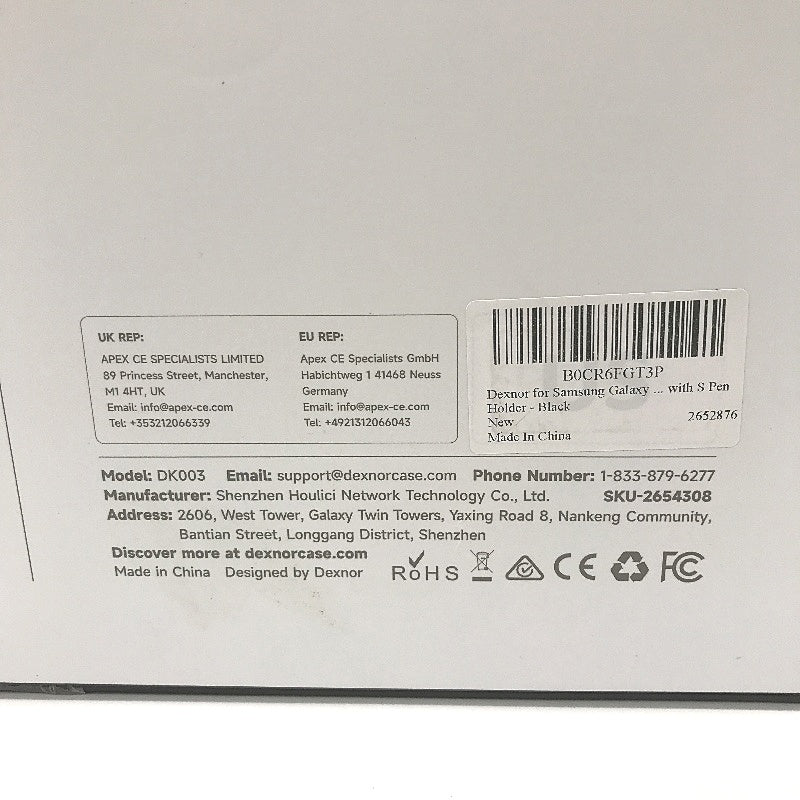 UK REP:
APEX CE SPECIALISTS LIMITED
89 Princess Street, Manchester,
M1 4HT, UK
Email: info@apex-ce.com
Tel: +353212066339
EU REP:
Apex CE Specialists GmbH
Habichtweg 1 41468 Neuss
Germany
Email: info@apex-ce.com
Tel: +4921312066043
B0CR6FGT3P
Dexnor for Samsung Galaxy ... with S Pen
Holder - Black
New 2652876
Made In China
Model: DK003 Email: support@dexnorcase.com Phone Number: 1-833-879-6277
Manufacturer: Shenzhen Houlici Network Technology Co., Ltd. SKU-2654308
Address: 2606, West Tower, Galaxy Twin Towers, Yaxing Road 8, Nankeng Community,
Bantian Street, Longgang District, Shenzhen
Discover more at dexnorcase.com
Made in China Designed by Dexnor
RoHS CE FC